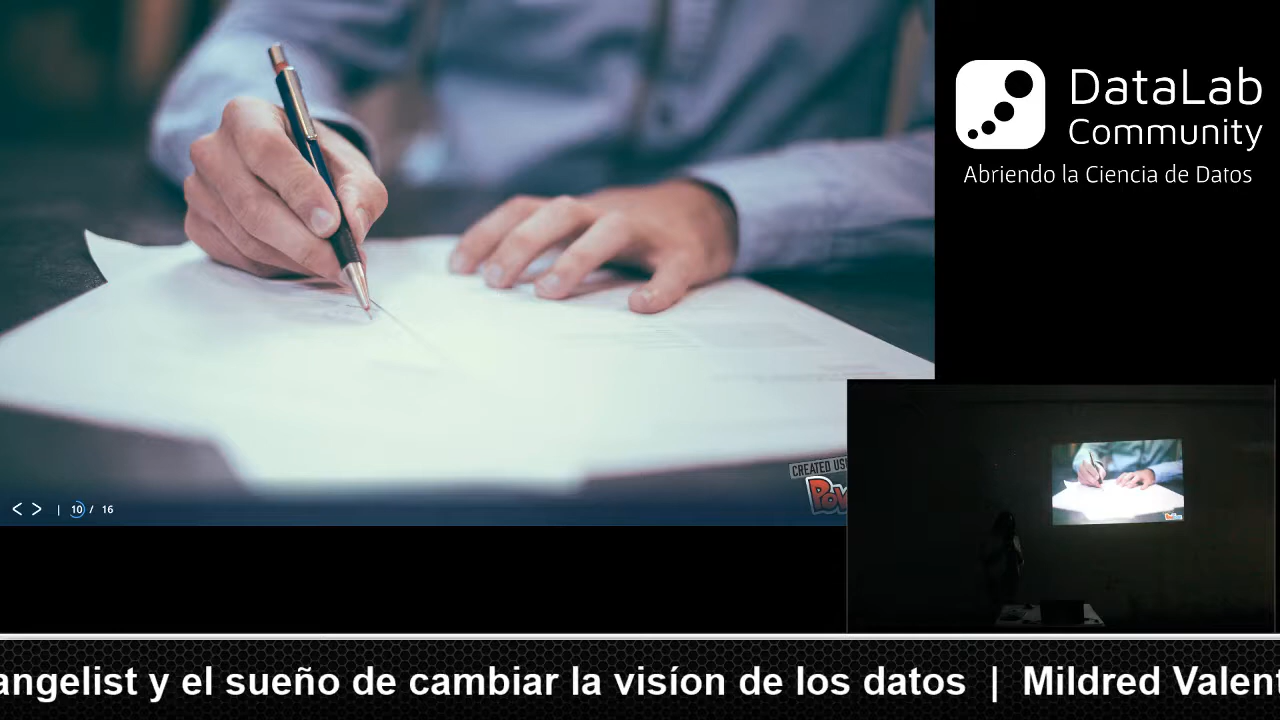 DataLab
Community
Abriendo la Ciencia de Datos
CREATED
< > | 10 / 16
angelist y el sueño de cambiar la visíon de los datos | Mildred Valent